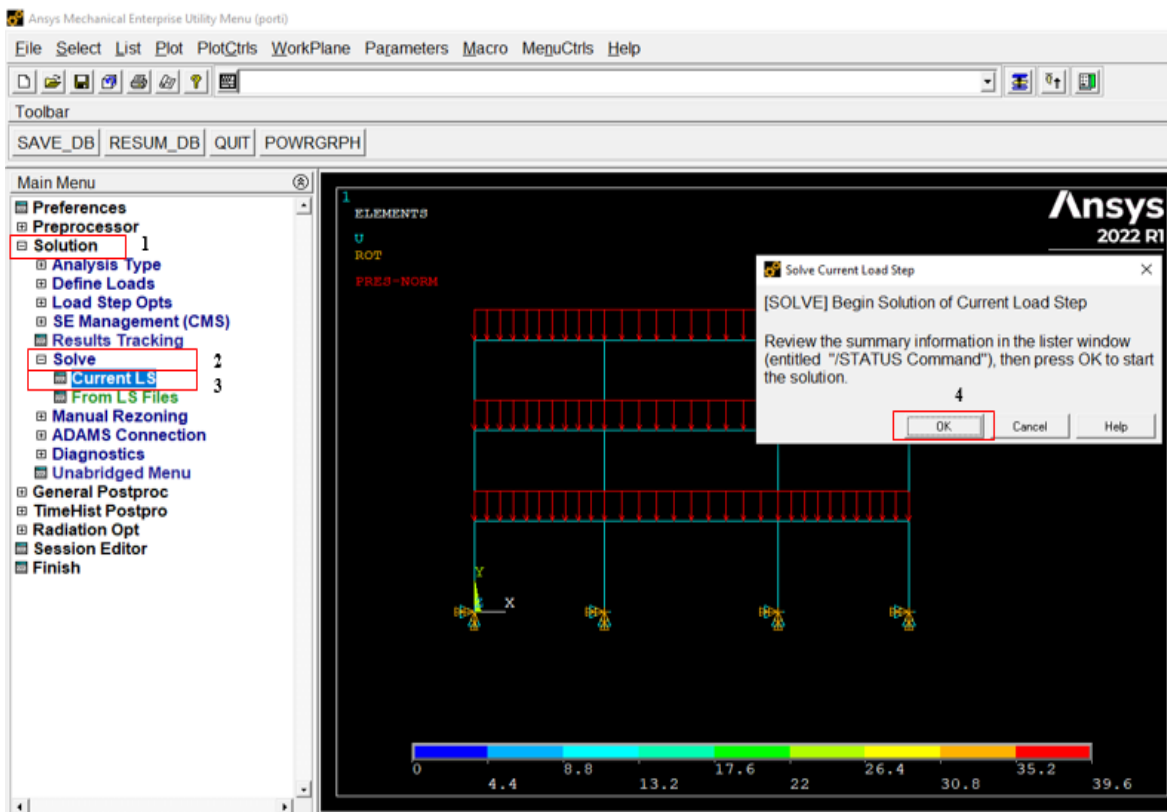 Ansys Mechanical Enterprise Utility Menu (porti)
File Select List Plot PlotCtrls WorkPlane Parameters Macro MenuCtrls Help
Toolbar
SAVE_DB RESUM_DB QUIT POWRGRPH
Main Menu
Preferences
Preprocessor
Solution 1
Analysis Type
Define Loads
Load Step Opts
SE Management (CMS)
Results Tracking
Solve 2
Current LS 3
From LS Files
Manual Rezoning
ADAMS Connection
Diagnostics
Unabridged Menu
General Postproc
TimeHist Postpro
Radiation Opt
Session Editor
Finish
1
ELEMENTS
U
ROT
PRES-NORM
Ansys
2022 R1
Solve Current Load Step
[SOLVE] Begin Solution of Current Load Step
Review the summary information in the lister window
(entitled "/STATUS Command"), then press OK to start
the solution.
4
OK Cancel Help
Y
X
0 8.8 17.6 26.4 35.2
4.4 13.2 22 30.8 39.6